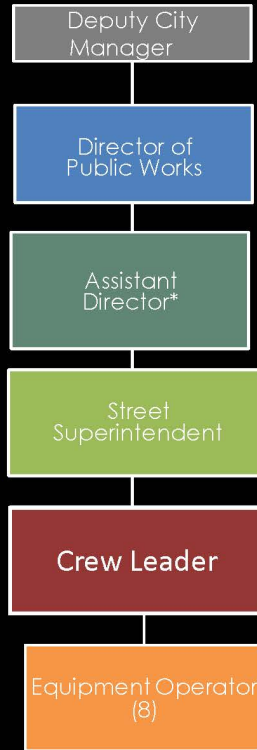 Deputy City
Manager
Director of
Public Works
Assistant
Director*
Street
Superintendent
Crew Leader
Equipment Operator
(8)